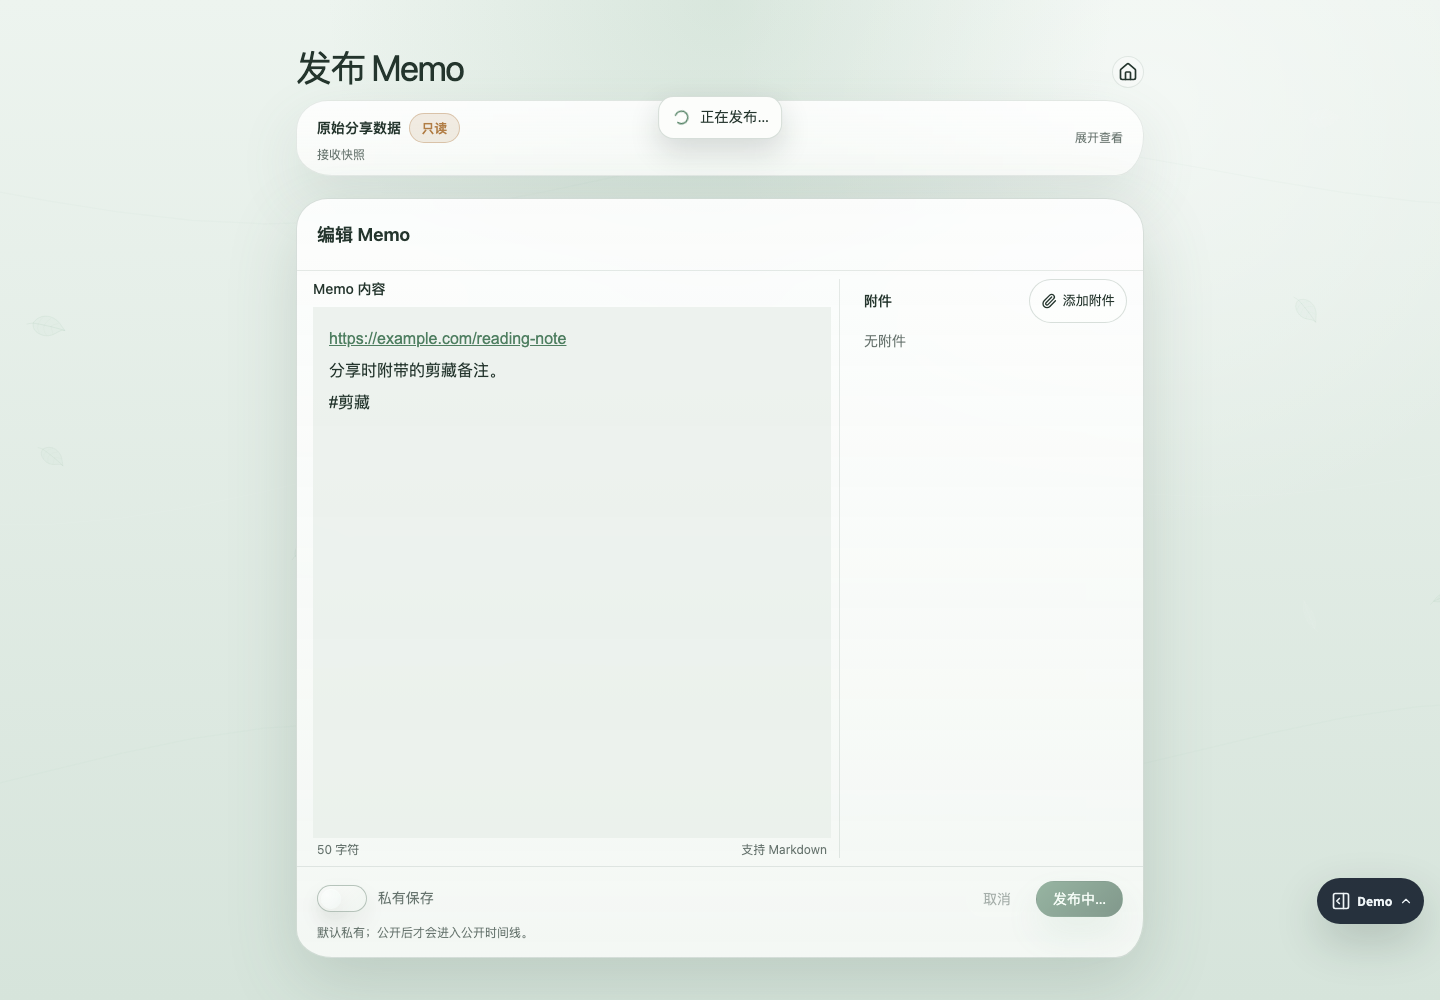 发布 Memo
正在发布...
原始分享数据 只读
接收快照
展开查看
编辑 Memo
Memo 内容
https://example.com/reading-note
分享时附带的剪藏备注。
#剪藏
50 字符
支持 Markdown
附件
添加附件
无附件
私有保存
默认私有；公开后才会进入公开时间线。
取消
发布中...
Demo